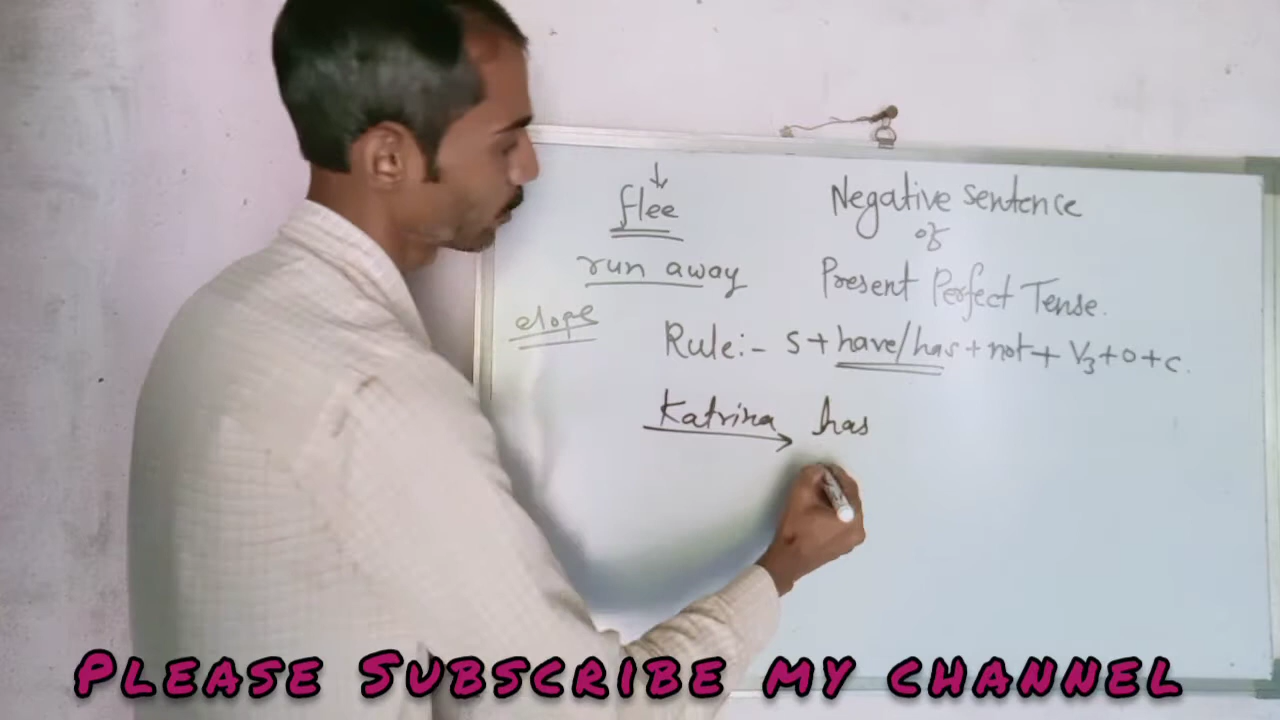 flee
run away
elope
Negative sentence
of
Present Perfect Tense.
Rule:- S+have/has+not+V₃+O+C.
Katrina has
PLEASE SUBSCRIBE MY CHANNEL